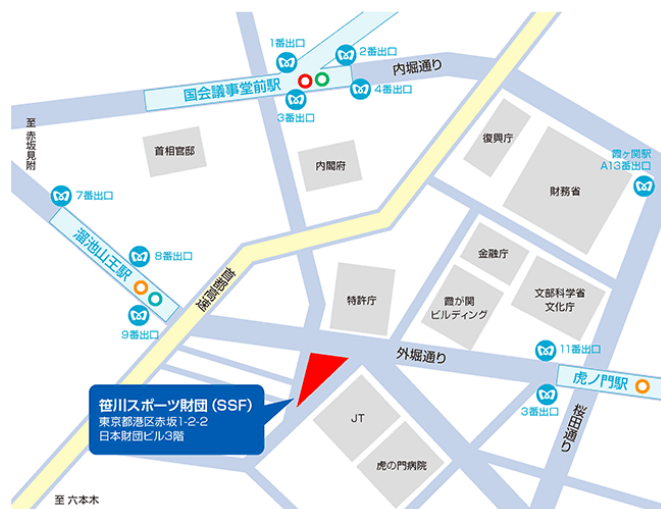 1番出口
2番出口
国会議事堂前駅
内堀通り
4番出口
3番出口
至 赤坂見附
首相官邸
内閣府
復興庁
霞ヶ関駅
A13番出口
財務省
7番出口
溜池山王駅
8番出口
9番出口
首都高速
金融庁
特許庁
霞が関
ビルディング
文部科学省
文化庁
外堀通り
11番出口
虎ノ門駅
3番出口
桜田通り
笹川スポーツ財団 (SSF)
東京都港区赤坂1-2-2
日本財団ビル3階
JT
虎の門病院
至 六本木